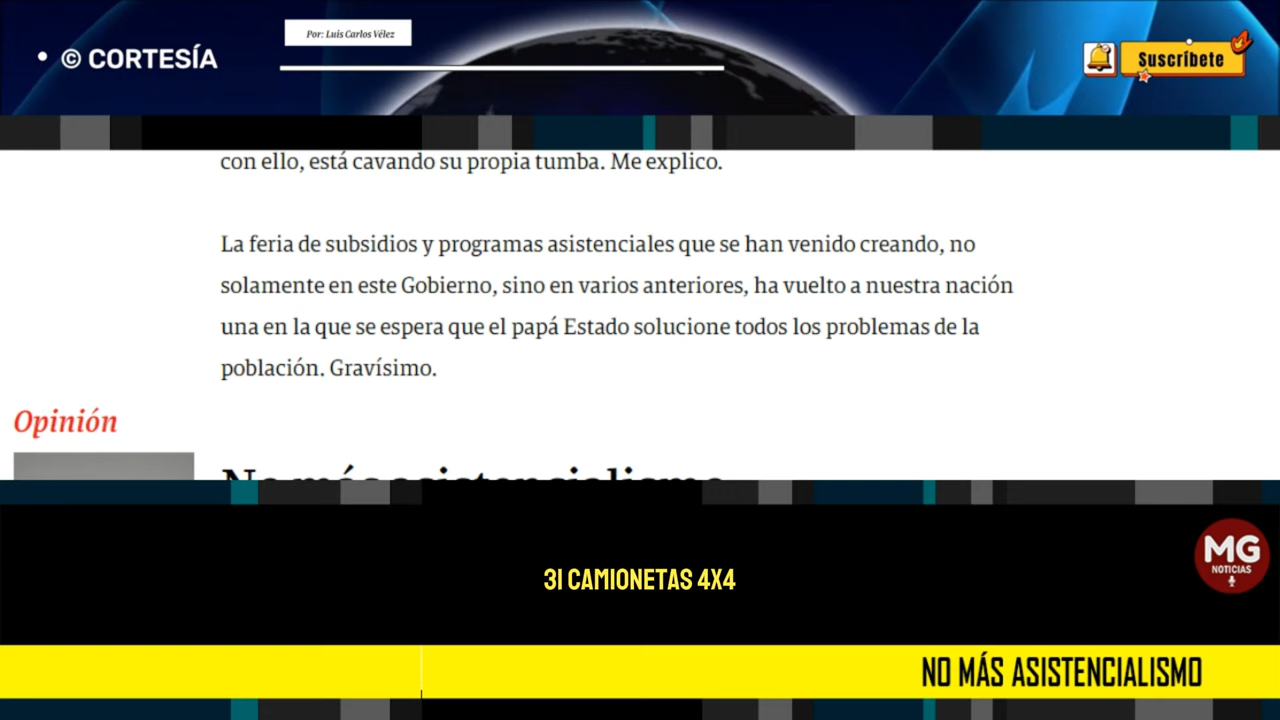 Por: Luis Carlos Vélez
© CORTESÍA
Suscríbete
con ello, está cavando su propia tumba. Me explico.
La feria de subsidios y programas asistenciales que se han venido creando, no
solamente en este Gobierno, sino en varios anteriores, ha vuelto a nuestra nación
una en la que se espera que el papá Estado solucione todos los problemas de la
población. Gravísimo.
Opinión
No más asistencialismo
31 CAMIONETAS 4X4
MG
NOTICIAS
NO MÁS ASISTENCIALISMO